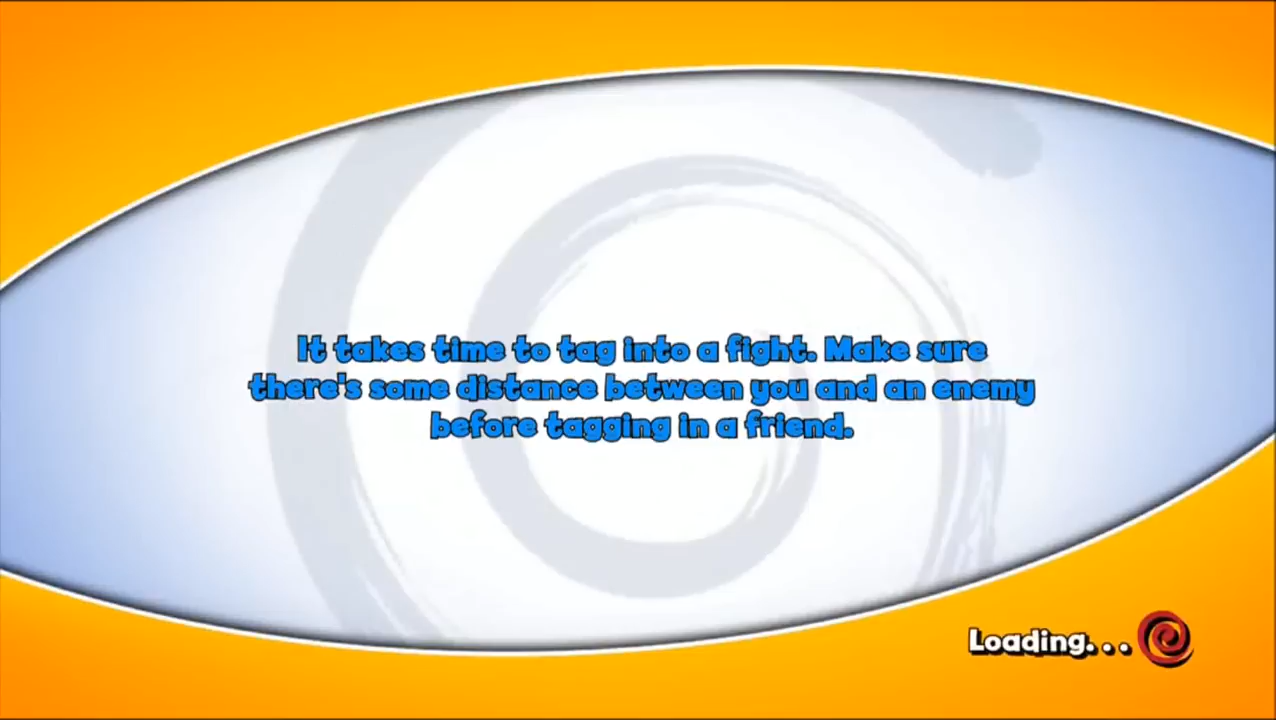 It takes time to tag into a fight. Make sure
there's some distance between you and an enemy
before tagging in a friend.
Loading...